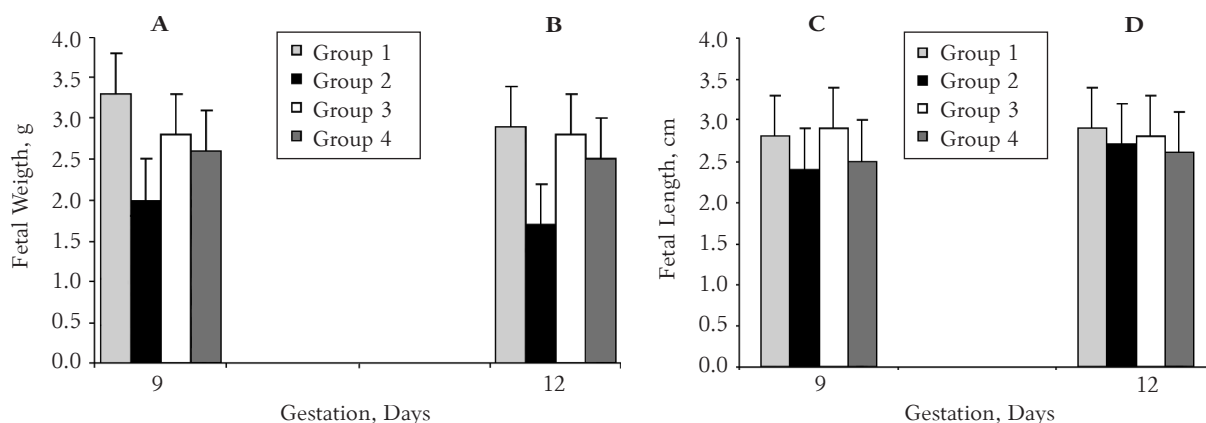 A
B
Fetal Weigth, g
4.0
3.5
3.0
2.5
2.0
1.5
1.0
0.5
0.0
Group 1
Group 2
Group 3
Group 4
9
12
Gestation, Days
C
D
Fetal Length, cm
4.0
3.5
3.0
2.5
2.0
1.5
1.0
0.5
0.0
Group 1
Group 2
Group 3
Group 4
9
12
Gestation, Days